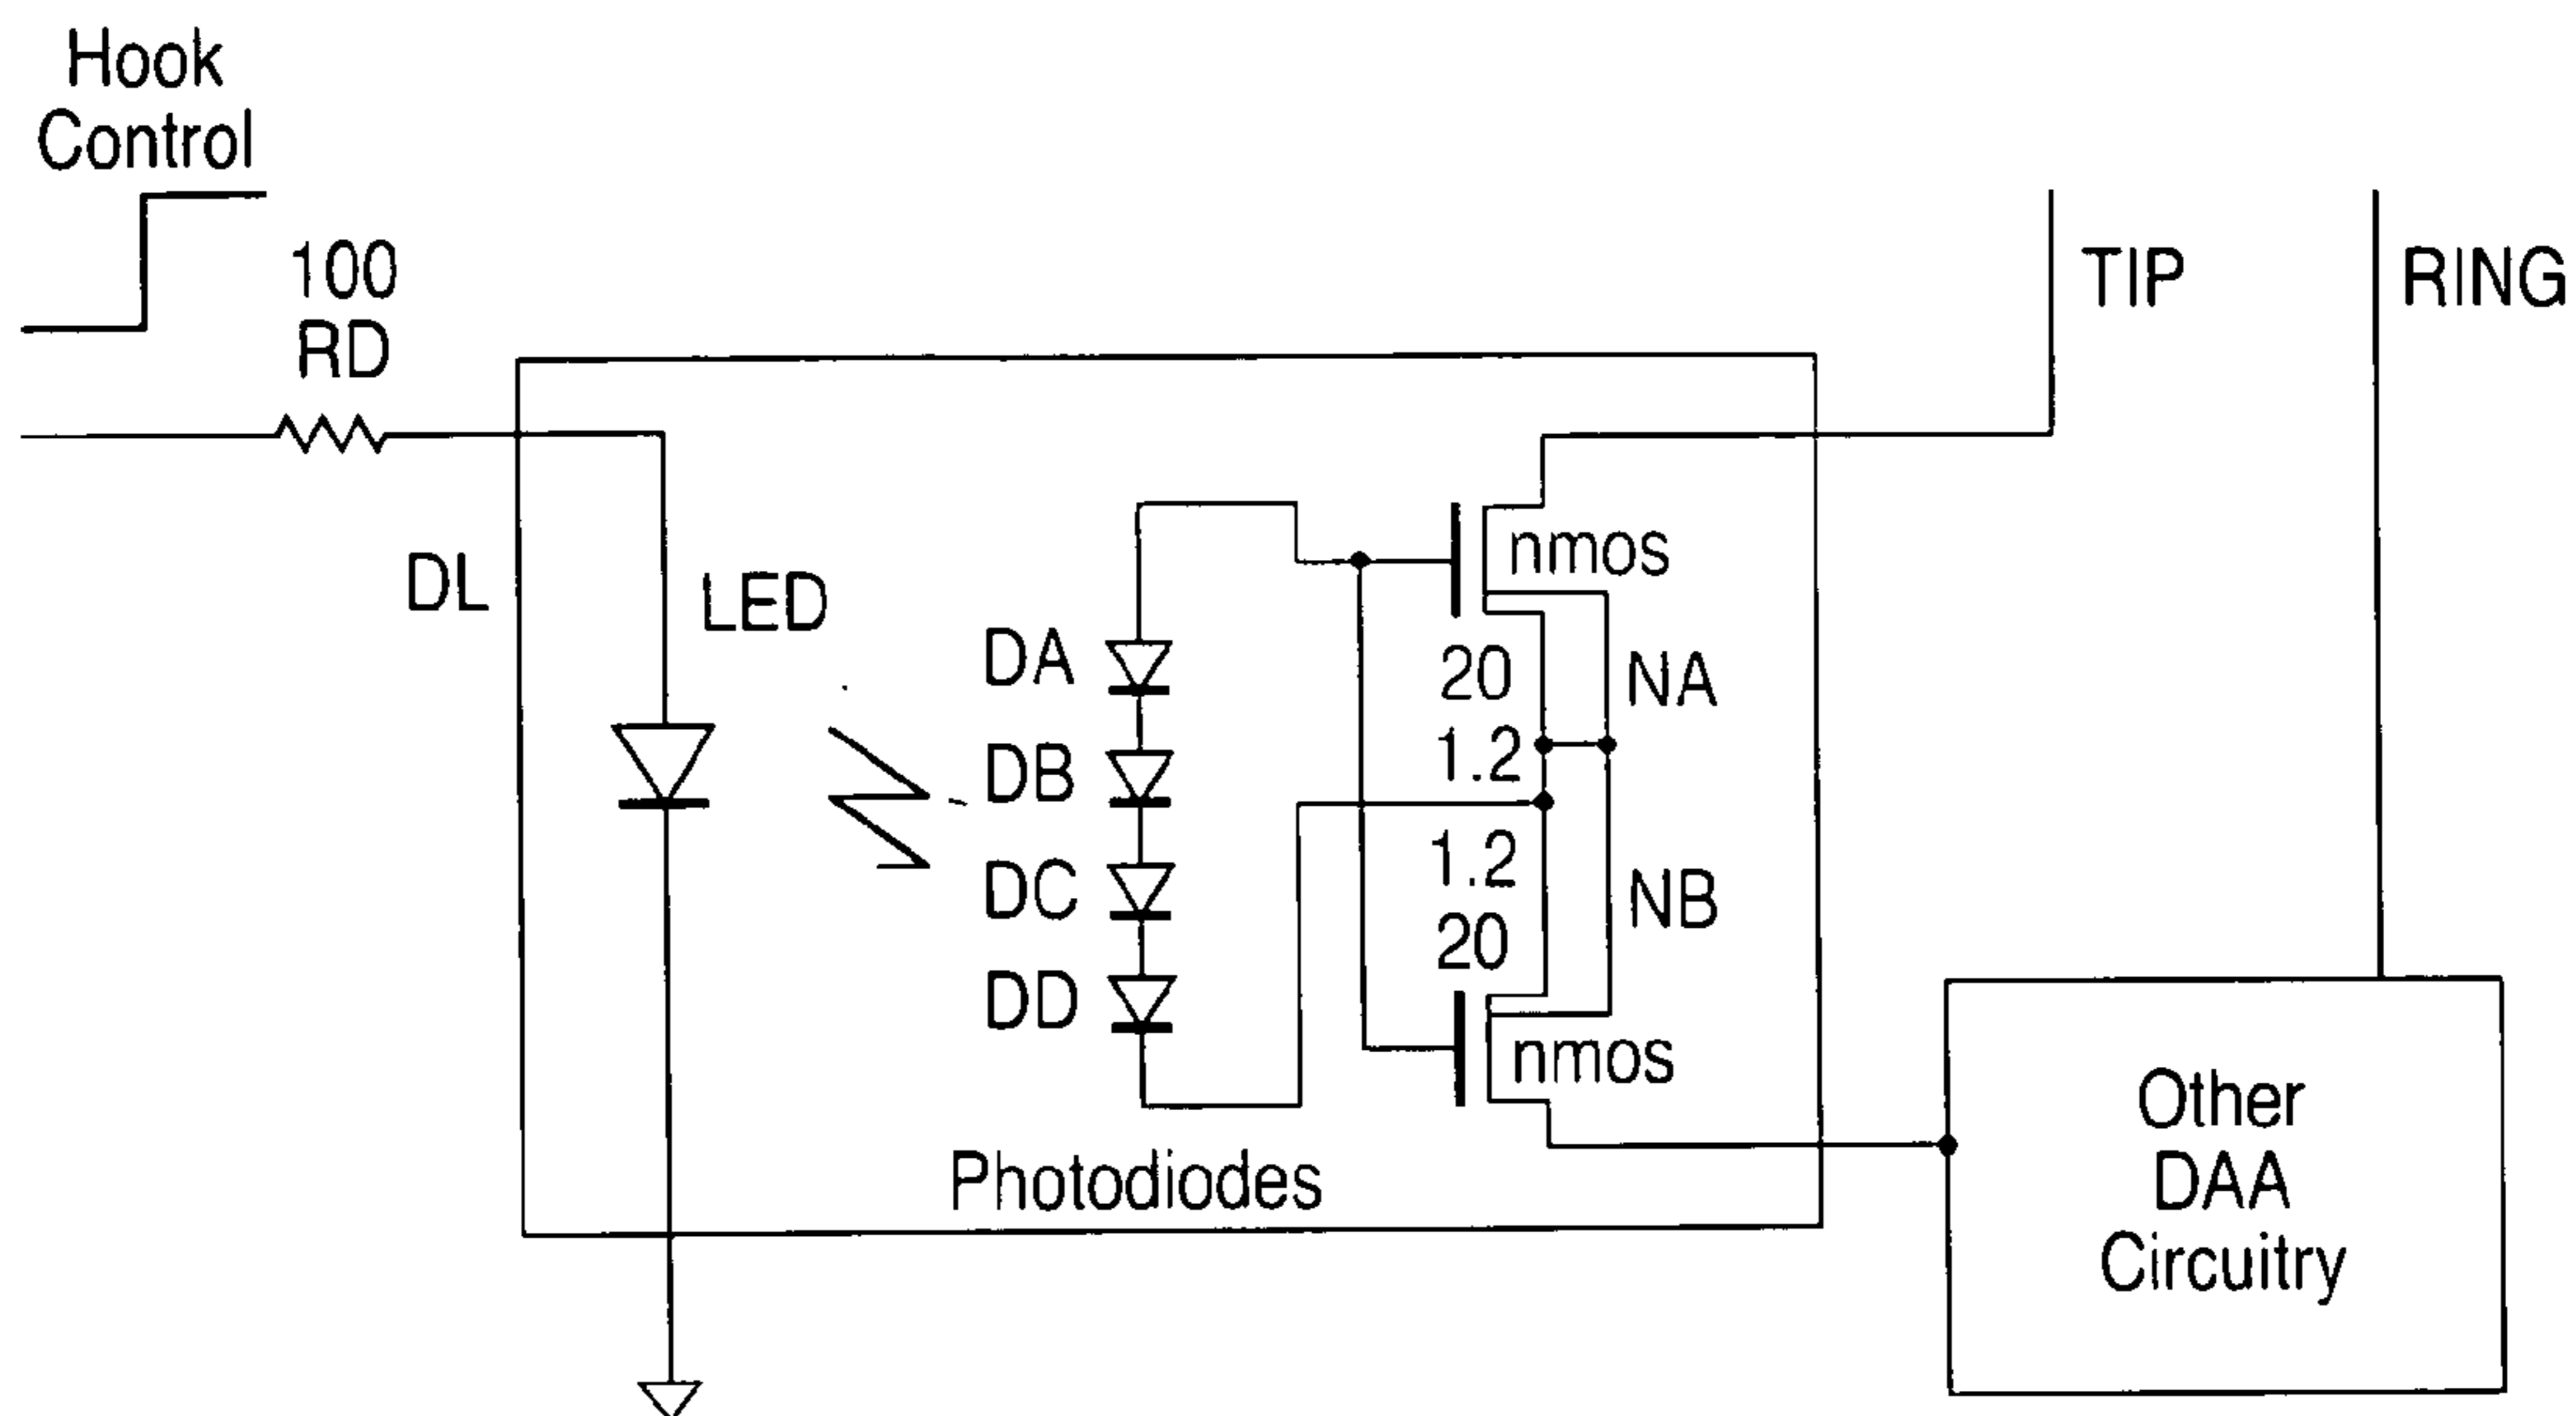 Hook
Control
100
RD
TIP
RING
DL
LED
nmos
DA
20
NA
1.2
DB
1.2
DC
NB
20
DD
nmos
Photodiodes
Other
DAA
Circuitry